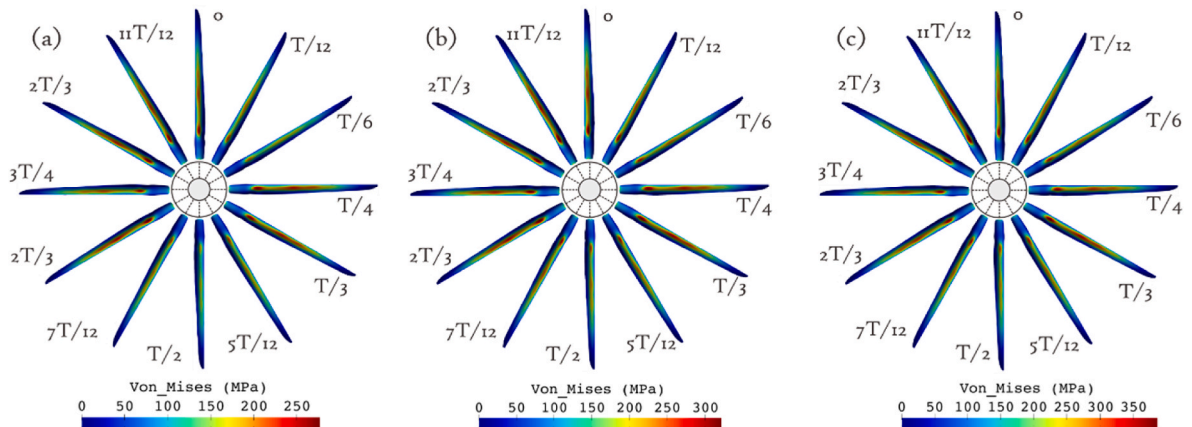 (a)
0
T/12
T/6
T/4
T/3
5T/12
T/2
7T/12
2T/3
3T/4
2T/3
11T/12
Von_Mises (MPa)
0 50 100 150 200 250
(b)
0
T/12
T/6
T/4
T/3
5T/12
T/2
7T/12
2T/3
3T/4
2T/3
11T/12
Von_Mises (MPa)
0 50 100 150 200 250 300
(c)
0
T/12
T/6
T/4
T/3
5T/12
T/2
7T/12
2T/3
3T/4
2T/3
11T/12
Von_Mises (MPa)
0 50 100 150 200 250 300 350